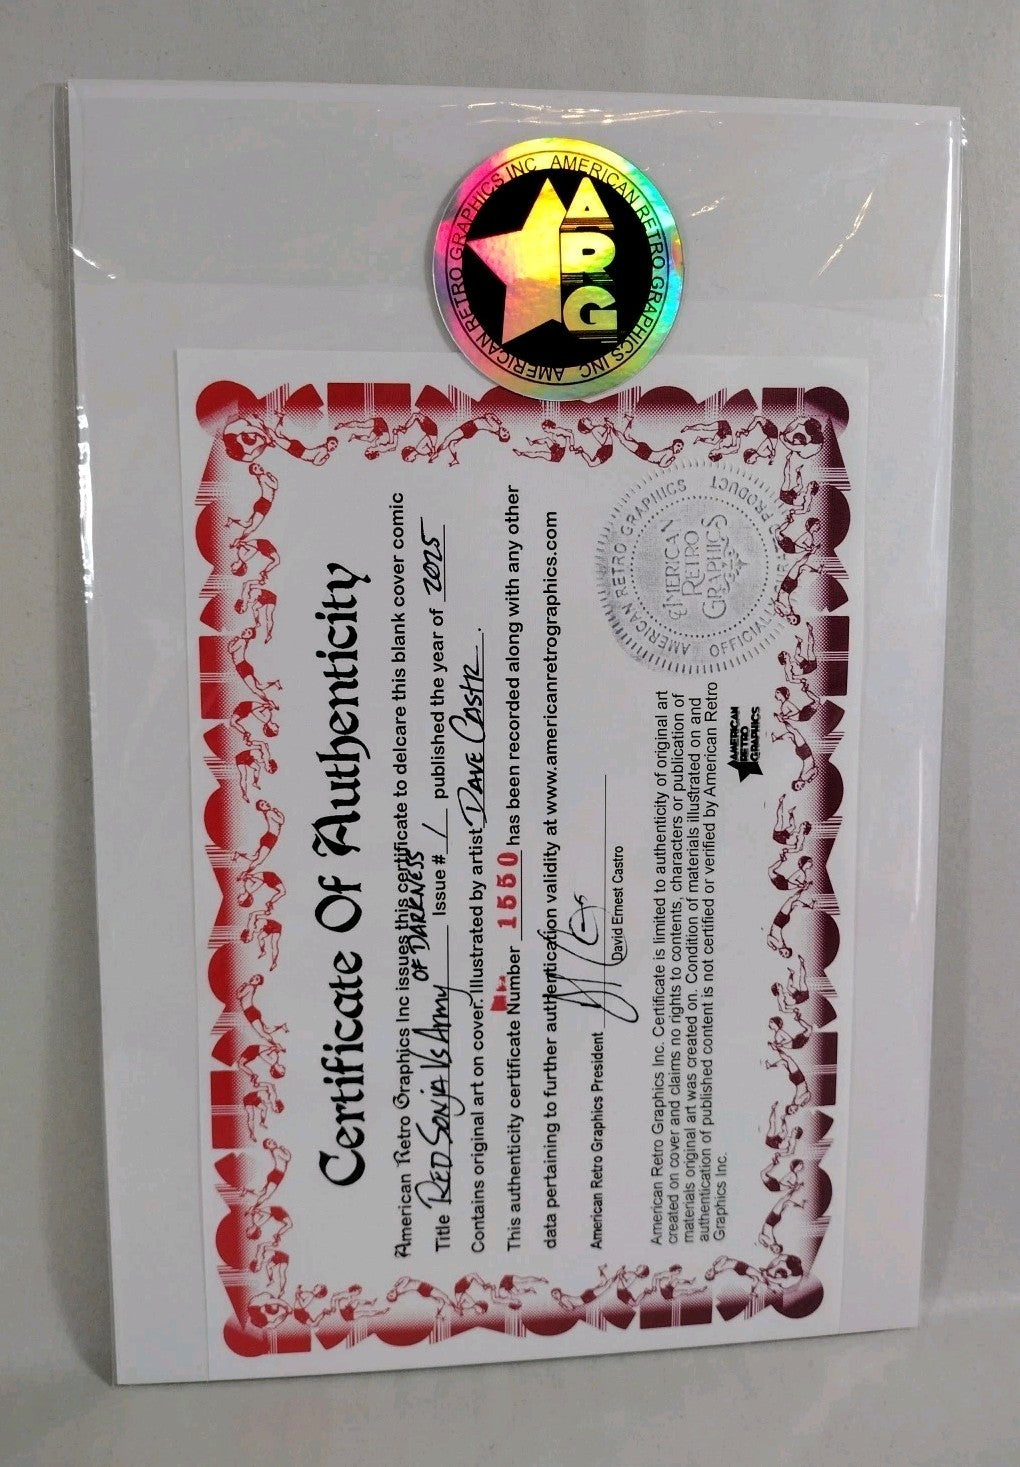 AMERICAN RETRO GRAPHICS INC AMERICAN RETRO GRAPHICS INC
ARG
Certificate Of Authenticity
American Retro Graphics Inc issues this certificate to delcare this blank cover comic
Title RED SONJA Vs ARMY OF DARKNESS Issue # 1 published the year of 2025
Contains original art on cover. Illustrated by artist DAVE CASTR.
This authenticity certificate Number 1550 has been recorded along with any other
data pertaining to further authentication validity at www.americanretrographics.com
American Retro Graphics President
David Ernest Castro
American Retro Graphics Inc. Certificate is limited to authenticity of original art
created on cover and claims no rights to contents, characters or publication of
materials original art was created on. Condition of materials illustrated on and
authentication of published content is not certified or verified by American Retro
Graphics Inc.
AMERICAN
RETRO
GRAPHICS
AMERICAN RETRO GRAPHICS
OFFICIAL PRODUCT
AMERICAN
RETRO
GRAPHICS